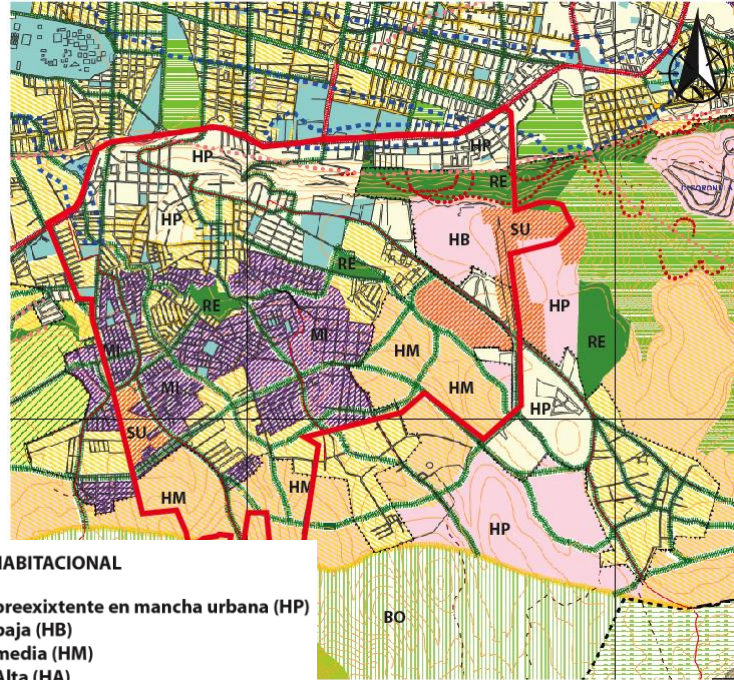 HP
HP
RE
HP
HB
SU
RE
HP
RE
MI
RE
MI
HM
MI
HM
HP
SU
HM
HM
HP
HABITACIONAL
preexixtente en mancha urbana (HP)
baja (HB)
media (HM)
Alta (HA)
BO